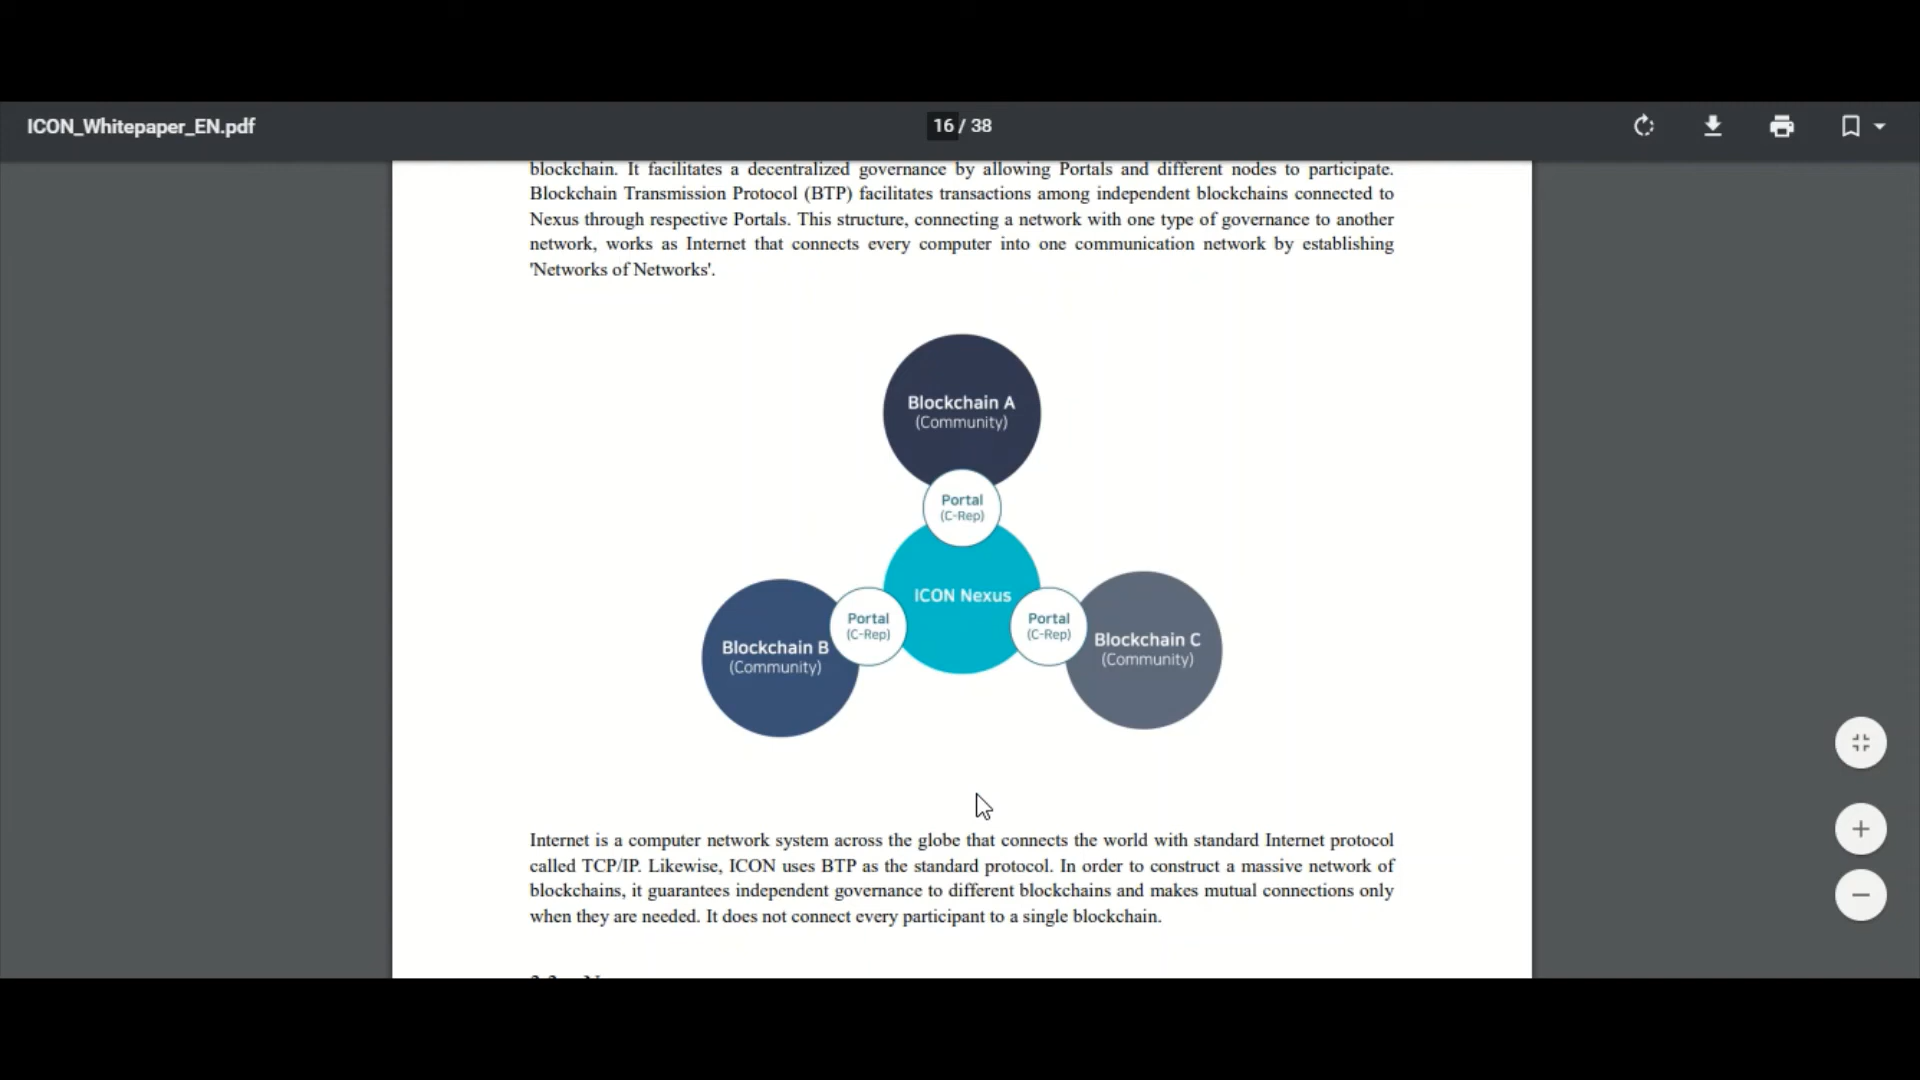 ICON_Whitepaper_EN.pdf
16 / 38
blockchain. It facilitates a decentralized governance by allowing Portals and different nodes to participate.
Blockchain Transmission Protocol (BTP) facilitates transactions among independent blockchains connected to
Nexus through respective Portals. This structure, connecting a network with one type of governance to another
network, works as Internet that connects every computer into one communication network by establishing
'Networks of Networks'.
Blockchain A
(Community)
Portal
(C-Rep)
ICON Nexus
Blockchain B
(Community)
Portal
(C-Rep)
Portal
(C-Rep)
Blockchain C
(Community)
Internet is a computer network system across the globe that connects the world with standard Internet protocol
called TCP/IP. Likewise, ICON uses BTP as the standard protocol. In order to construct a massive network of
blockchains, it guarantees independent governance to different blockchains and makes mutual connections only
when they are needed. It does not connect every participant to a single blockchain.